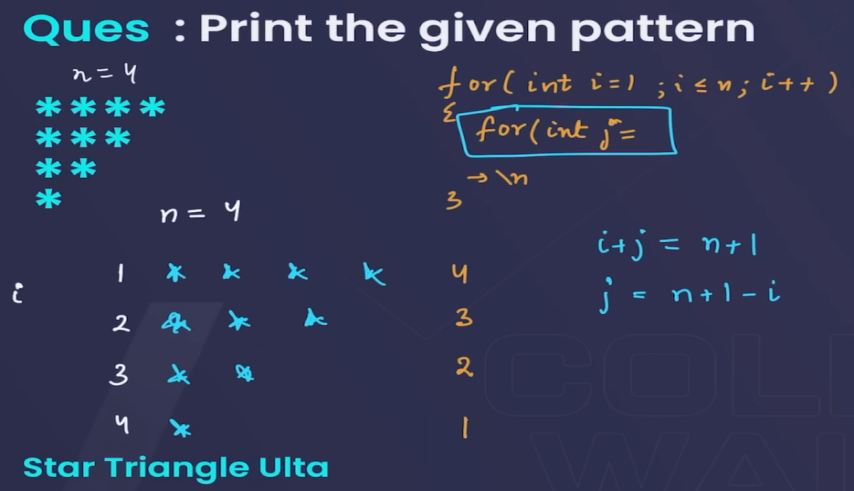 Ques : Print the given pattern
n = 4
* * * *
* * *
* *
*
for( int i=1 ; i ≤ n; i++ )
{
for( int j=
→ \n
}
n = 4
i
1 * * * * 4
2 * * * 3
3 * * 2
4 * 1
i+j = n+1
j = n+1-i
Star Triangle Ulta